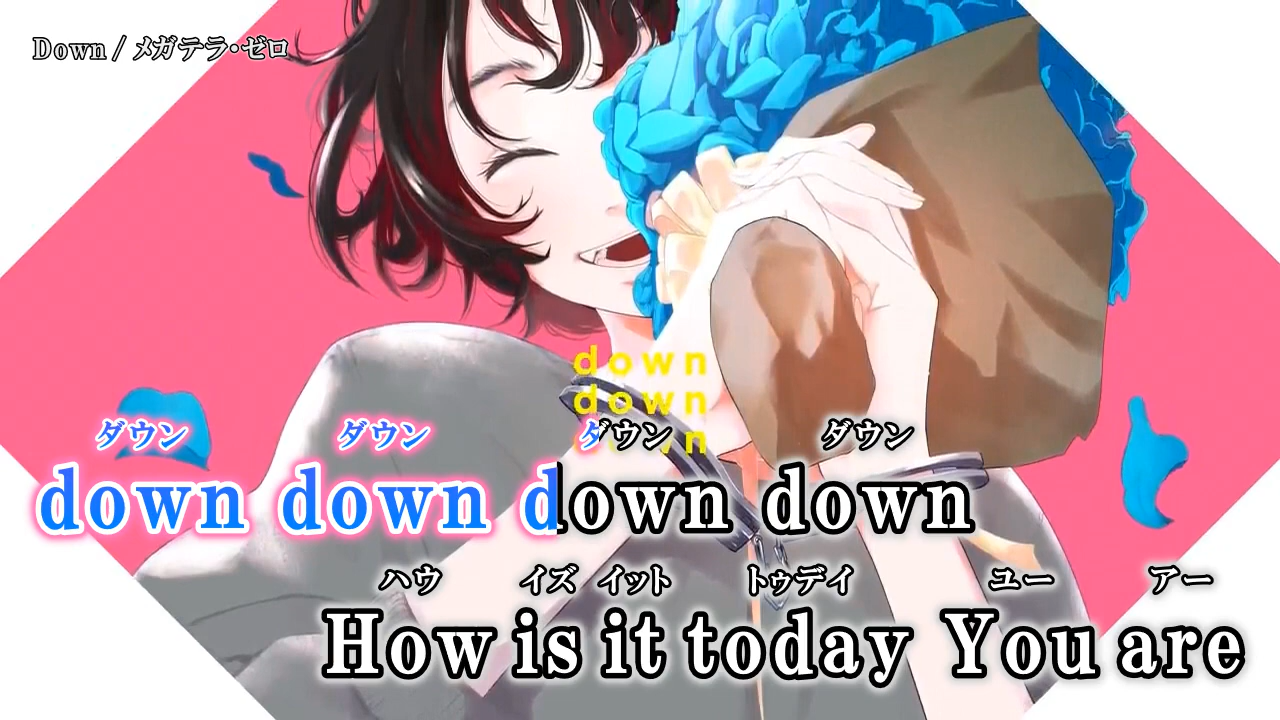 Down / メガテラ・ゼロ
down
down
down
ダウン ダウン ダウン ダウン
down down down down
ハウ イズ イット トゥデイ ユー アー
How is it today You are